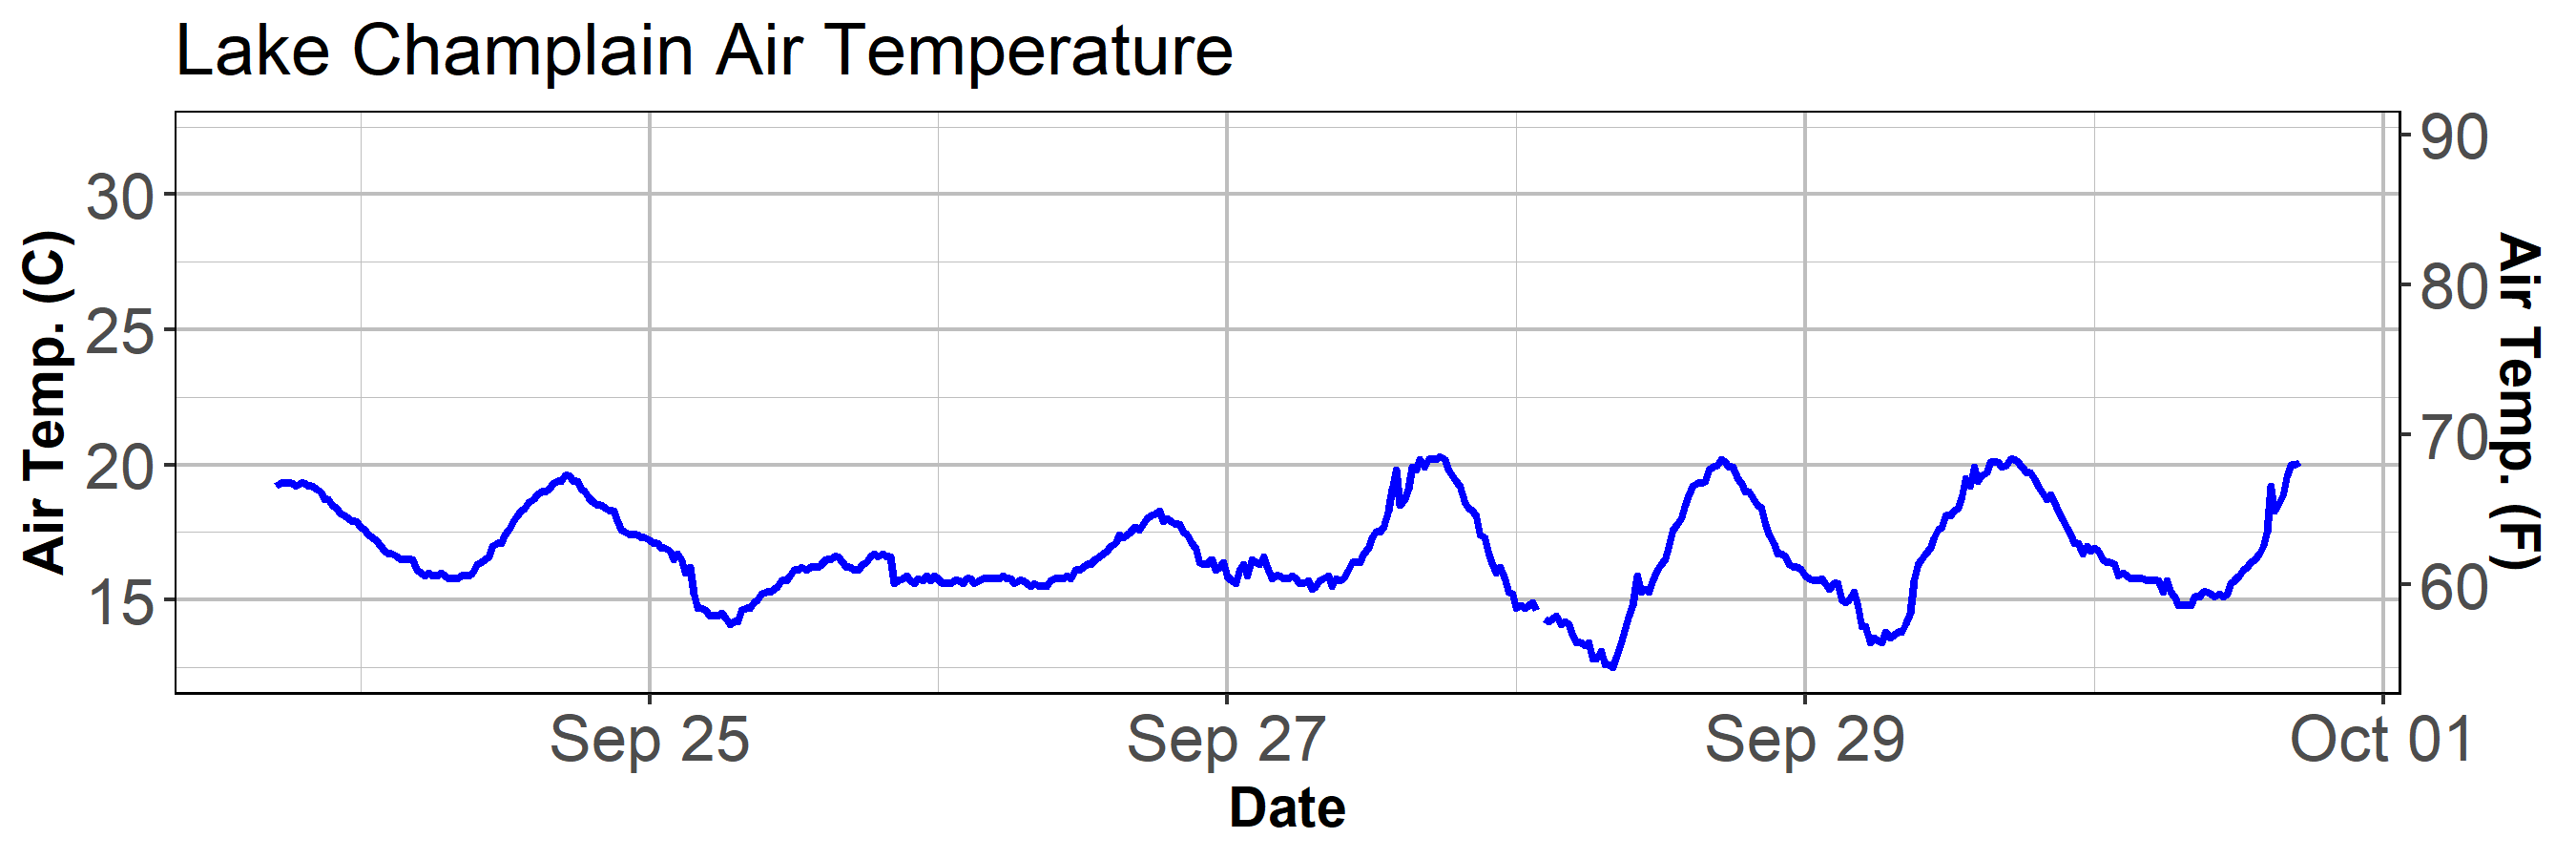 Lake Champlain Air Temperature
Air Temp. (C)
30
25
20
15
90
80
70
60
Air Temp. (F)
Sep 25
Sep 27
Sep 29
Oct 01
Date